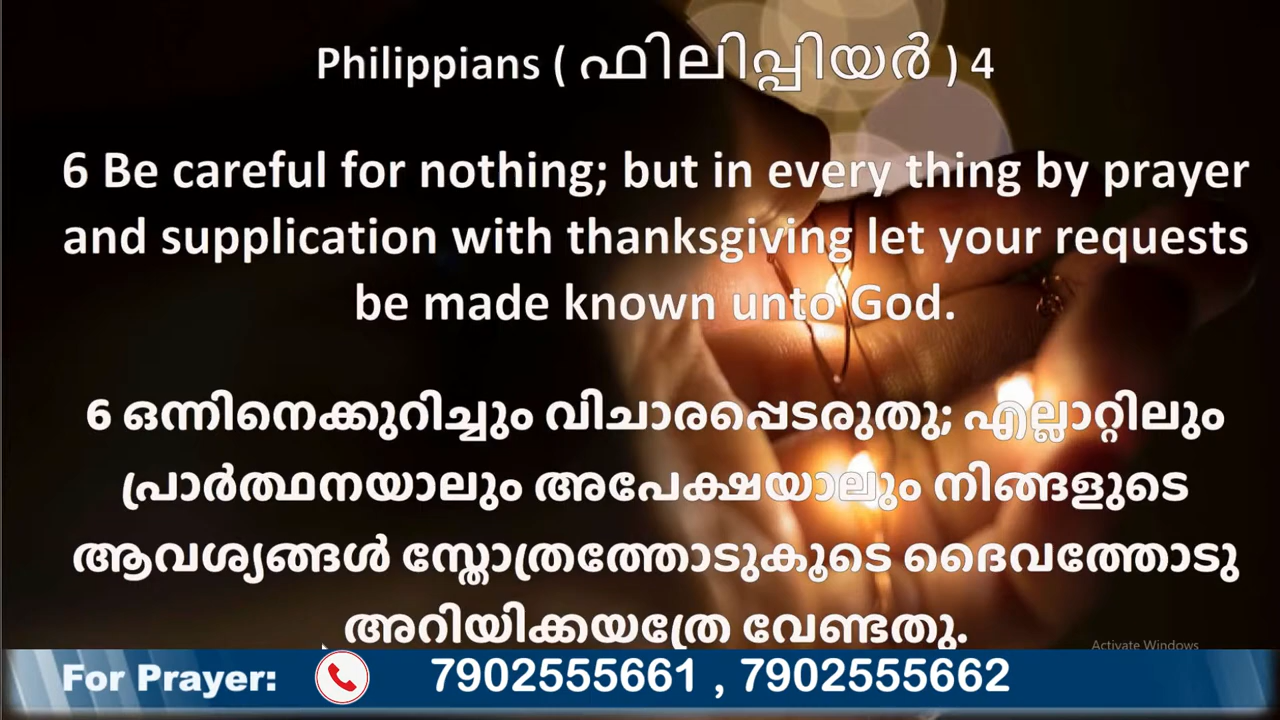 Philippians ( ഫിലിപ്പിയർ ) 4
6 Be careful for nothing; but in every thing by prayer
and supplication with thanksgiving let your requests
be made known unto God.
6 ഒന്നിനെക്കുറിച്ചും വിചാരപ്പെടരുതു; എല്ലാറ്റിലും
പ്രാർത്ഥനയാലും അപേക്ഷയാലും നിങ്ങളുടെ
ആവശ്യങ്ങൾ സ്തോത്രത്തോടുകൂടെ ദൈവത്തോടു
അറിയിക്കയത്രേ വേണ്ടതു.
Activate Windows
For Prayer: 7902555661 , 7902555662